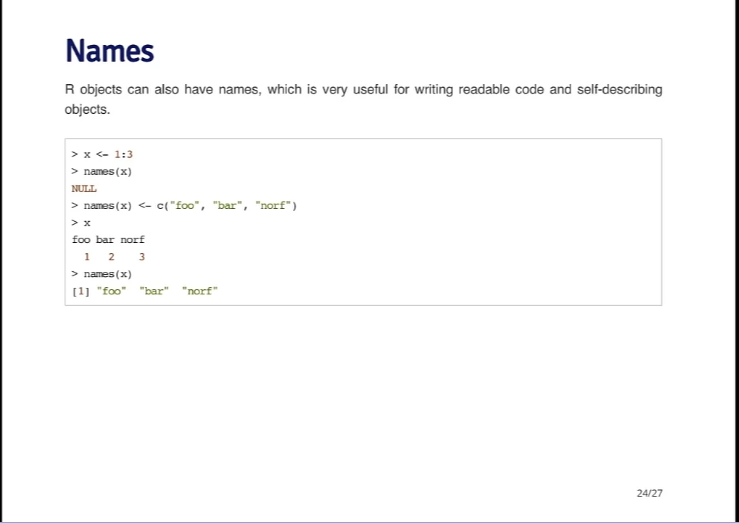 Names
R objects can also have names, which is very useful for writing readable code and self-describing
objects.
> x <- 1:3
> names(x)
NULL
> names(x) <- c("foo", "bar", "norf")
> x
foo bar norf
  1   2    3
> names(x)
[1] "foo"  "bar"  "norf"
24/27